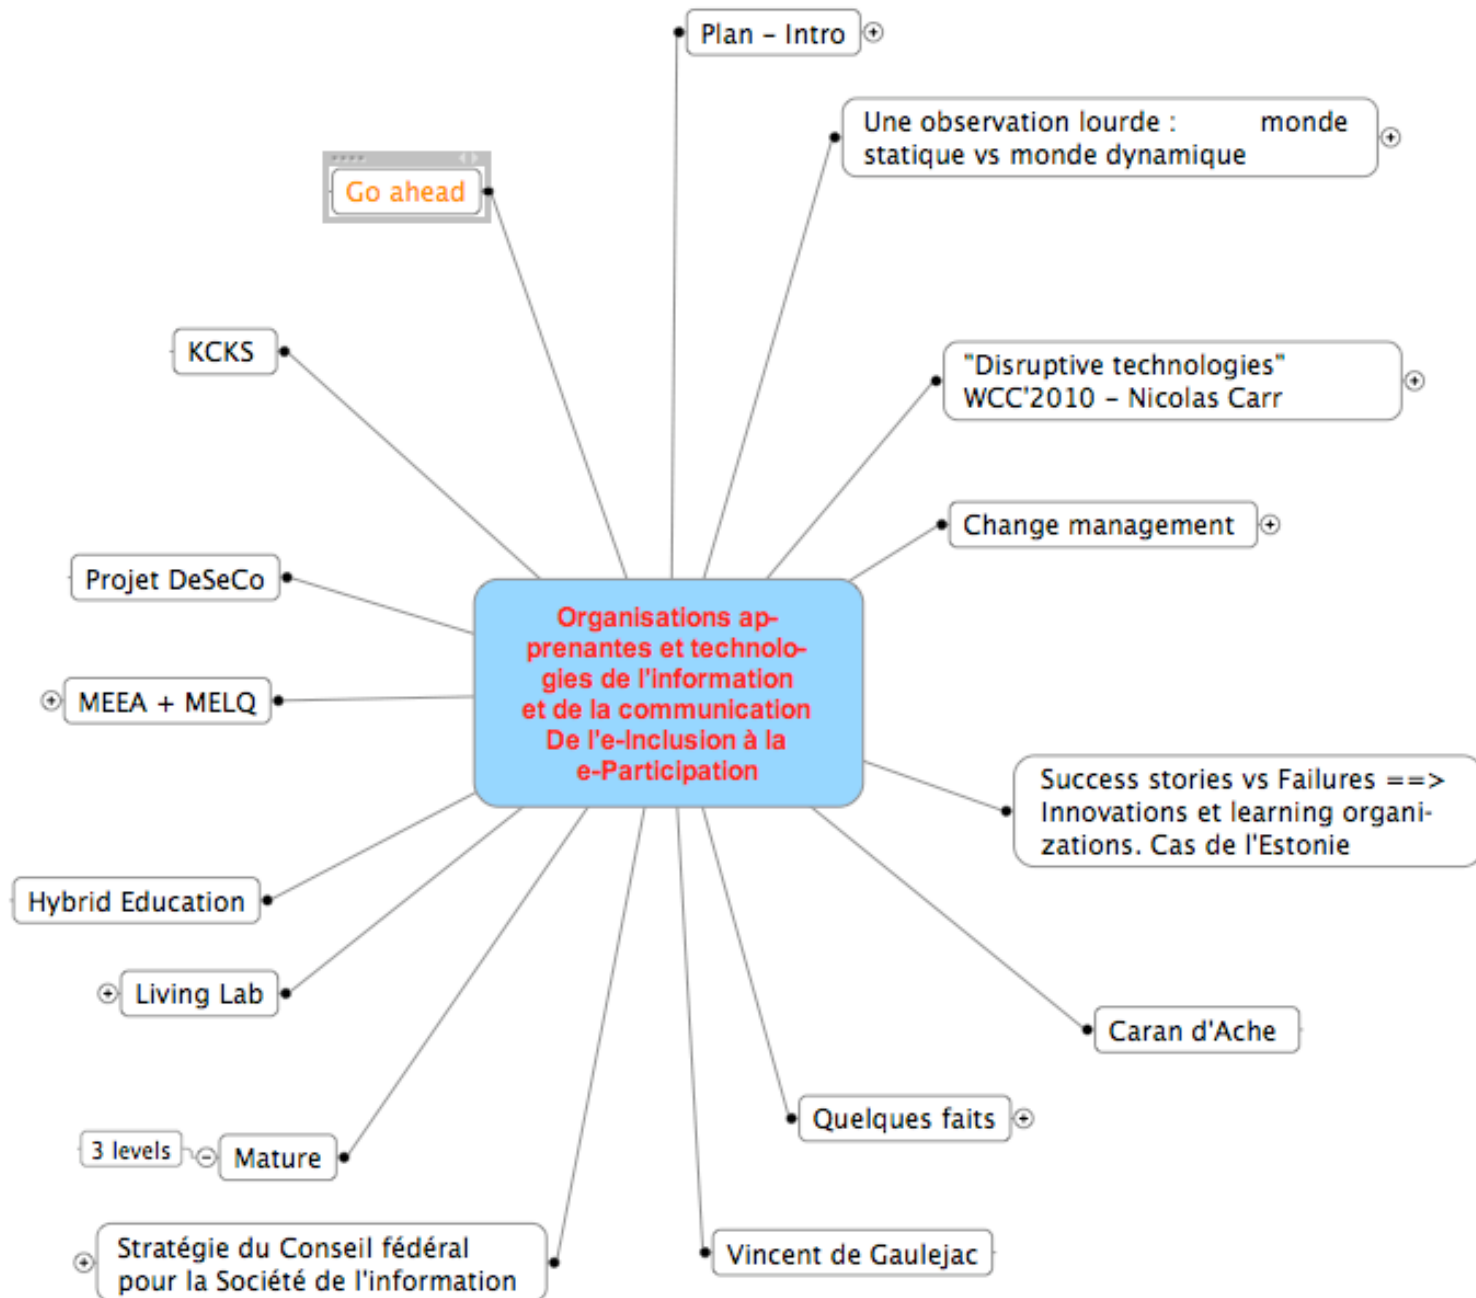 Plan – Intro
Une observation lourde : monde
statique vs monde dynamique
Go ahead
KCKS
"Disruptive technologies"
WCC'2010 – Nicolas Carr
Change management
Projet DeSeCo
Organisations ap-
prenantes et technolo-
gies de l'information
et de la communication
De l'e-Inclusion à la
e-Participation
MEEA + MELQ
Success stories vs Failures ==>
Innovations et learning organi-
zations. Cas de l'Estonie
Hybrid Education
Living Lab
Caran d'Ache
Quelques faits
3 levels
Mature
Stratégie du Conseil fédéral
pour la Société de l'information
Vincent de Gaulejac